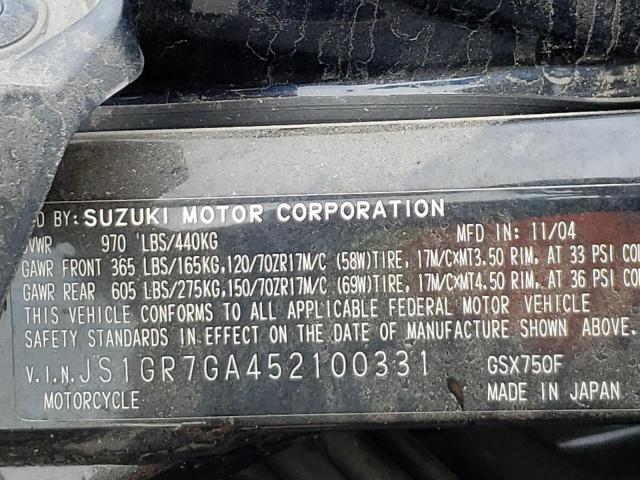 BY: SUZUKI MOTOR CORPORATION
970 LBS/440KG MFD IN: 11/04
GAWR FRONT 365 LBS/165KG,120/70ZR17M/C (58W)TIRE, 17M/C×MT3.50 RIM, AT 33 PSI
GAWR REAR 605 LBS/275KG,150/70ZR17M/C (69W)TIRE, 17M/C×MT4.50 RIM, AT 36 PSI
THIS VEHICLE CONFORMS TO ALL APPLICABLE FEDERAL MOTOR VEHICLE
SAFETY STANDARDS IN EFFECT ON THE DATE OF MANUFACTURE SHOWN ABOVE.
V.I.N. JS1GR7GA452100331 GSX750F
MOTORCYCLE MADE IN JAPAN